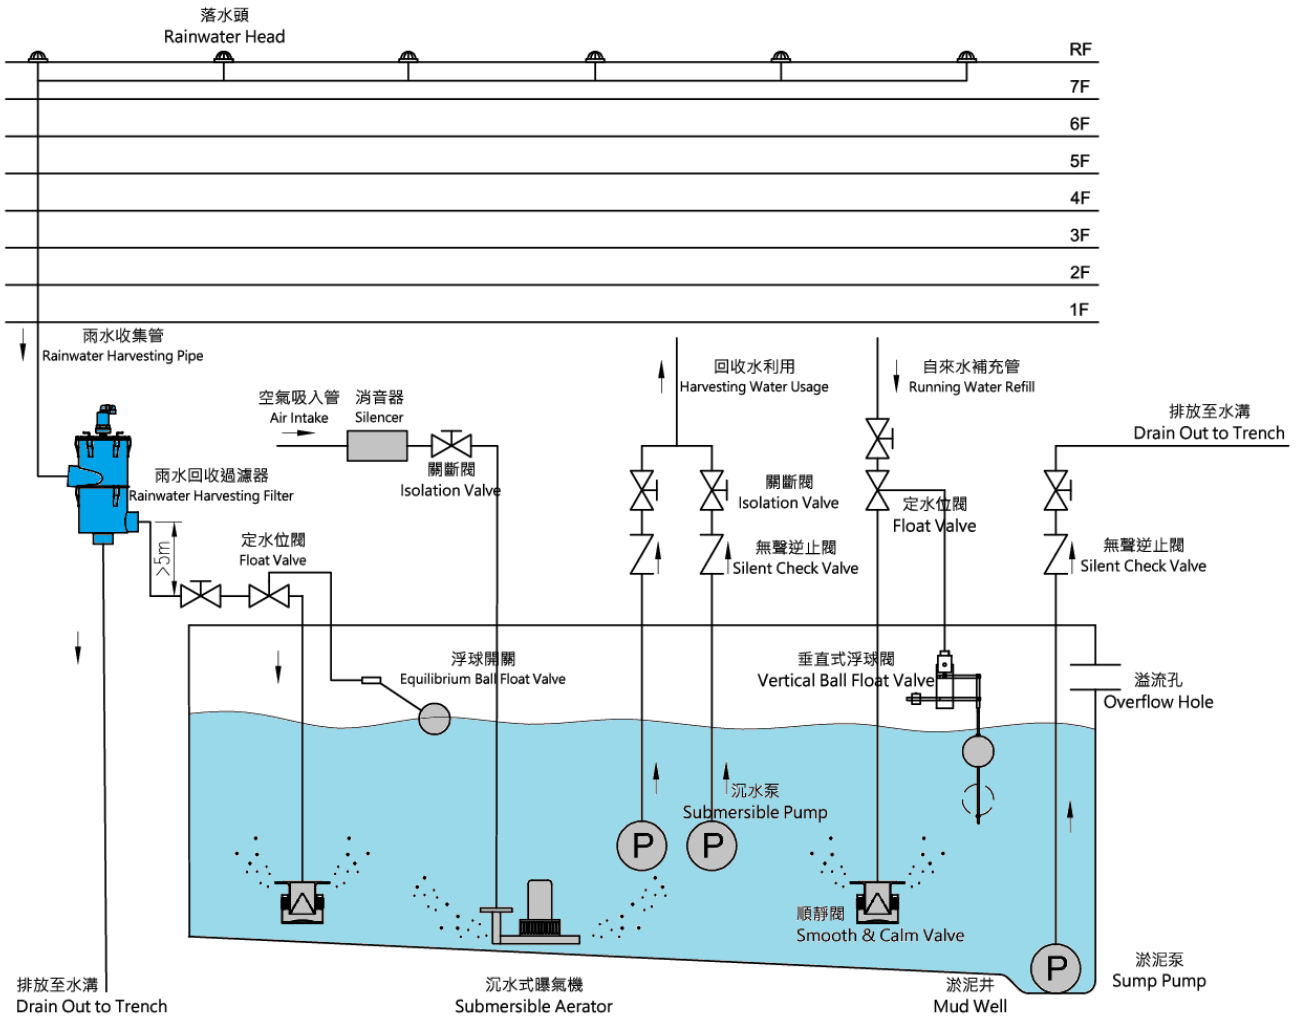 落水頭
Rainwater Head
RF
7F
6F
5F
4F
3F
2F
1F
雨水收集管
Rainwater Harvesting Pipe
回收水利用
Harvesting Water Usage
自來水補充管
Running Water Refill
空氣吸入管
Air Intake
消音器
Silencer
排放至水溝
Drain Out to Trench
雨水回收過濾器
Rainwater Harvesting Filter
關斷閥
Isolation Valve
關斷閥
Isolation Valve
定水位閥
Float Valve
定水位閥
Float Valve
>5m
無聲逆止閥
Silent Check Valve
無聲逆止閥
Silent Check Valve
浮球開關
Equilibrium Ball Float Valve
垂直式浮球閥
Vertical Ball Float Valve
溢流孔
Overflow Hole
沉水泵
Submersible Pump
P
P
順靜閥
Smooth & Calm Valve
P
淤泥泵
Sump Pump
排放至水溝
Drain Out to Trench
沉水式曝氣機
Submersible Aerator
淤泥井
Mud Well